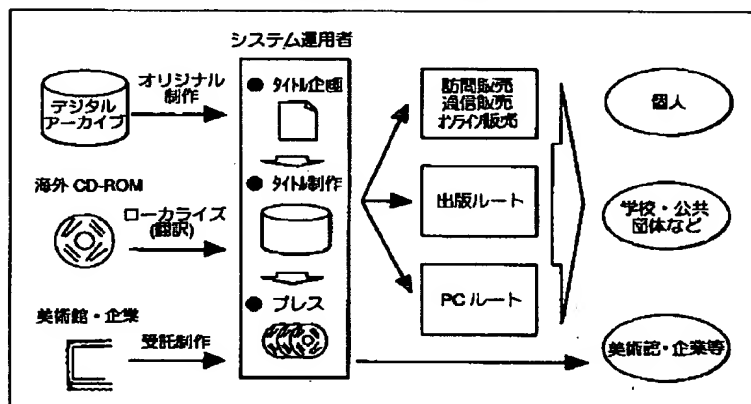 システム運用者
デジタル
アーカイブ
オリジナル
制作
● タイトル企画
海外 CD-ROM
ローカライズ
(翻訳)
● タイトル制作
美術館・企業
受託制作
● プレス
訪問販売
通信販売
オンライン販売
出版ルート
PC ルート
個人
学校・公共
団体など
美術館・企業等